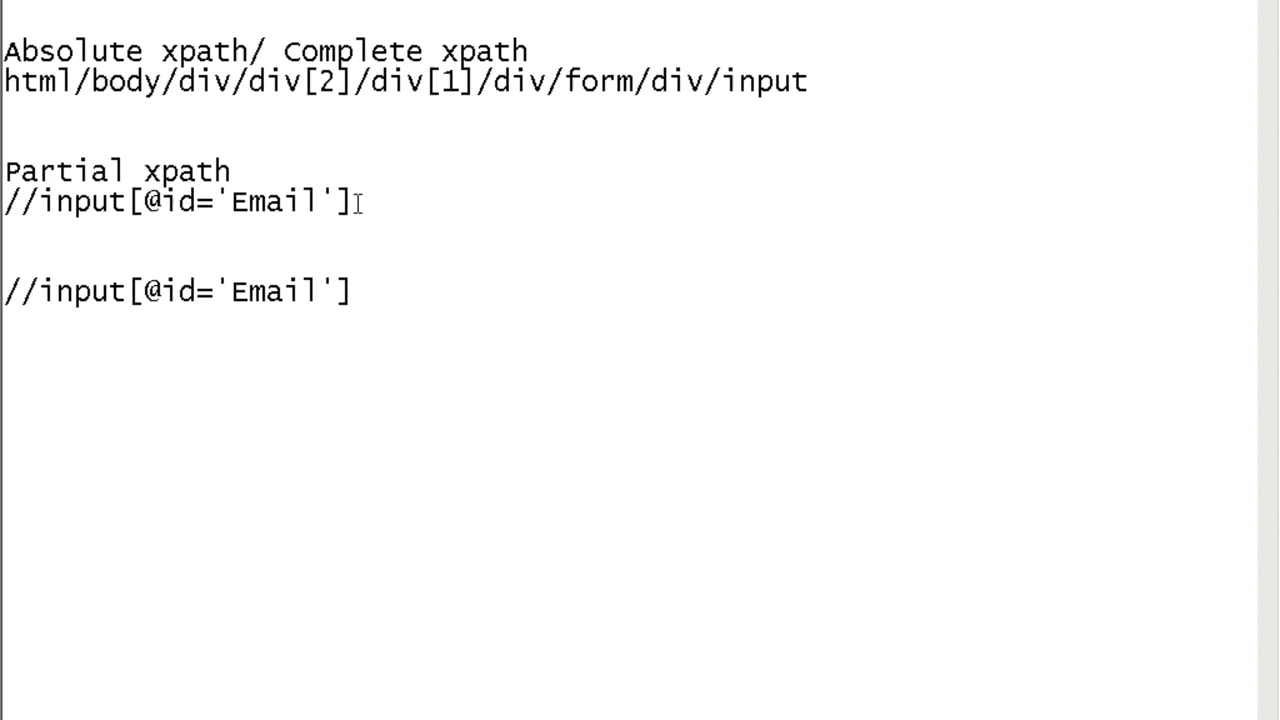 Absolute xpath/ Complete xpath
html/body/div/div[2]/div[1]/div/form/div/input
Partial xpath
//input[@id='Email']
//input[@id='Email']